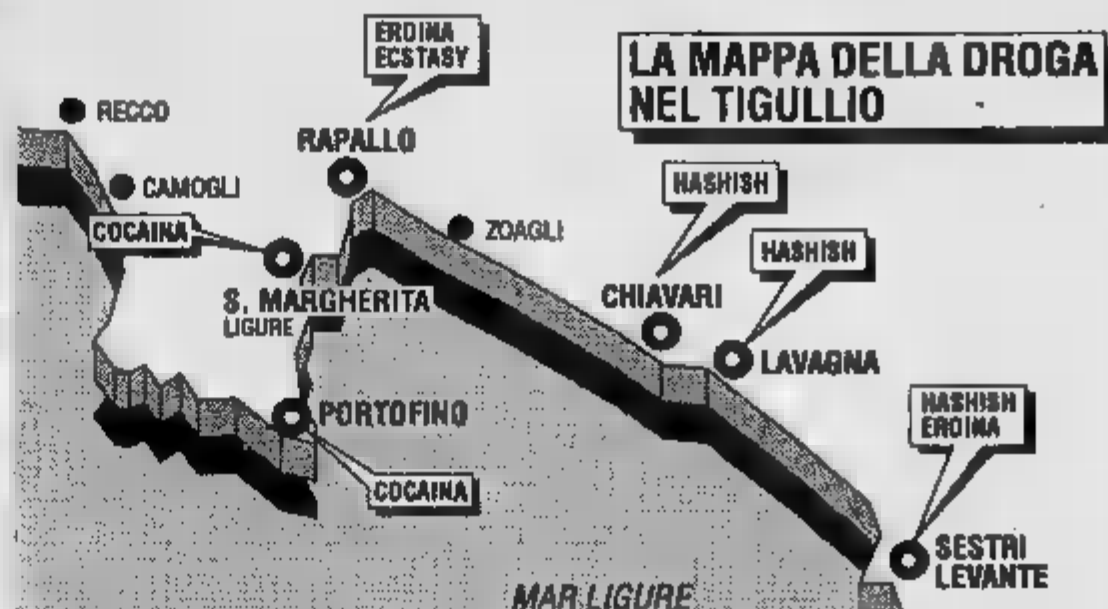 LA MAPPA DELLA DROGA
NEL TIGULLIO
EROINA
ECSTASY
RECCO
RAPALLO
CAMOGLI
HASHISH
COCAINA
ZOAGLI
HASHISH
S. MARGHERITA
LIGURE
CHIAVARI
LAVAGNA
PORTOFINO
HASHISH
EROINA
COCAINA
SESTRI
LEVANTE
MAR LIGURE